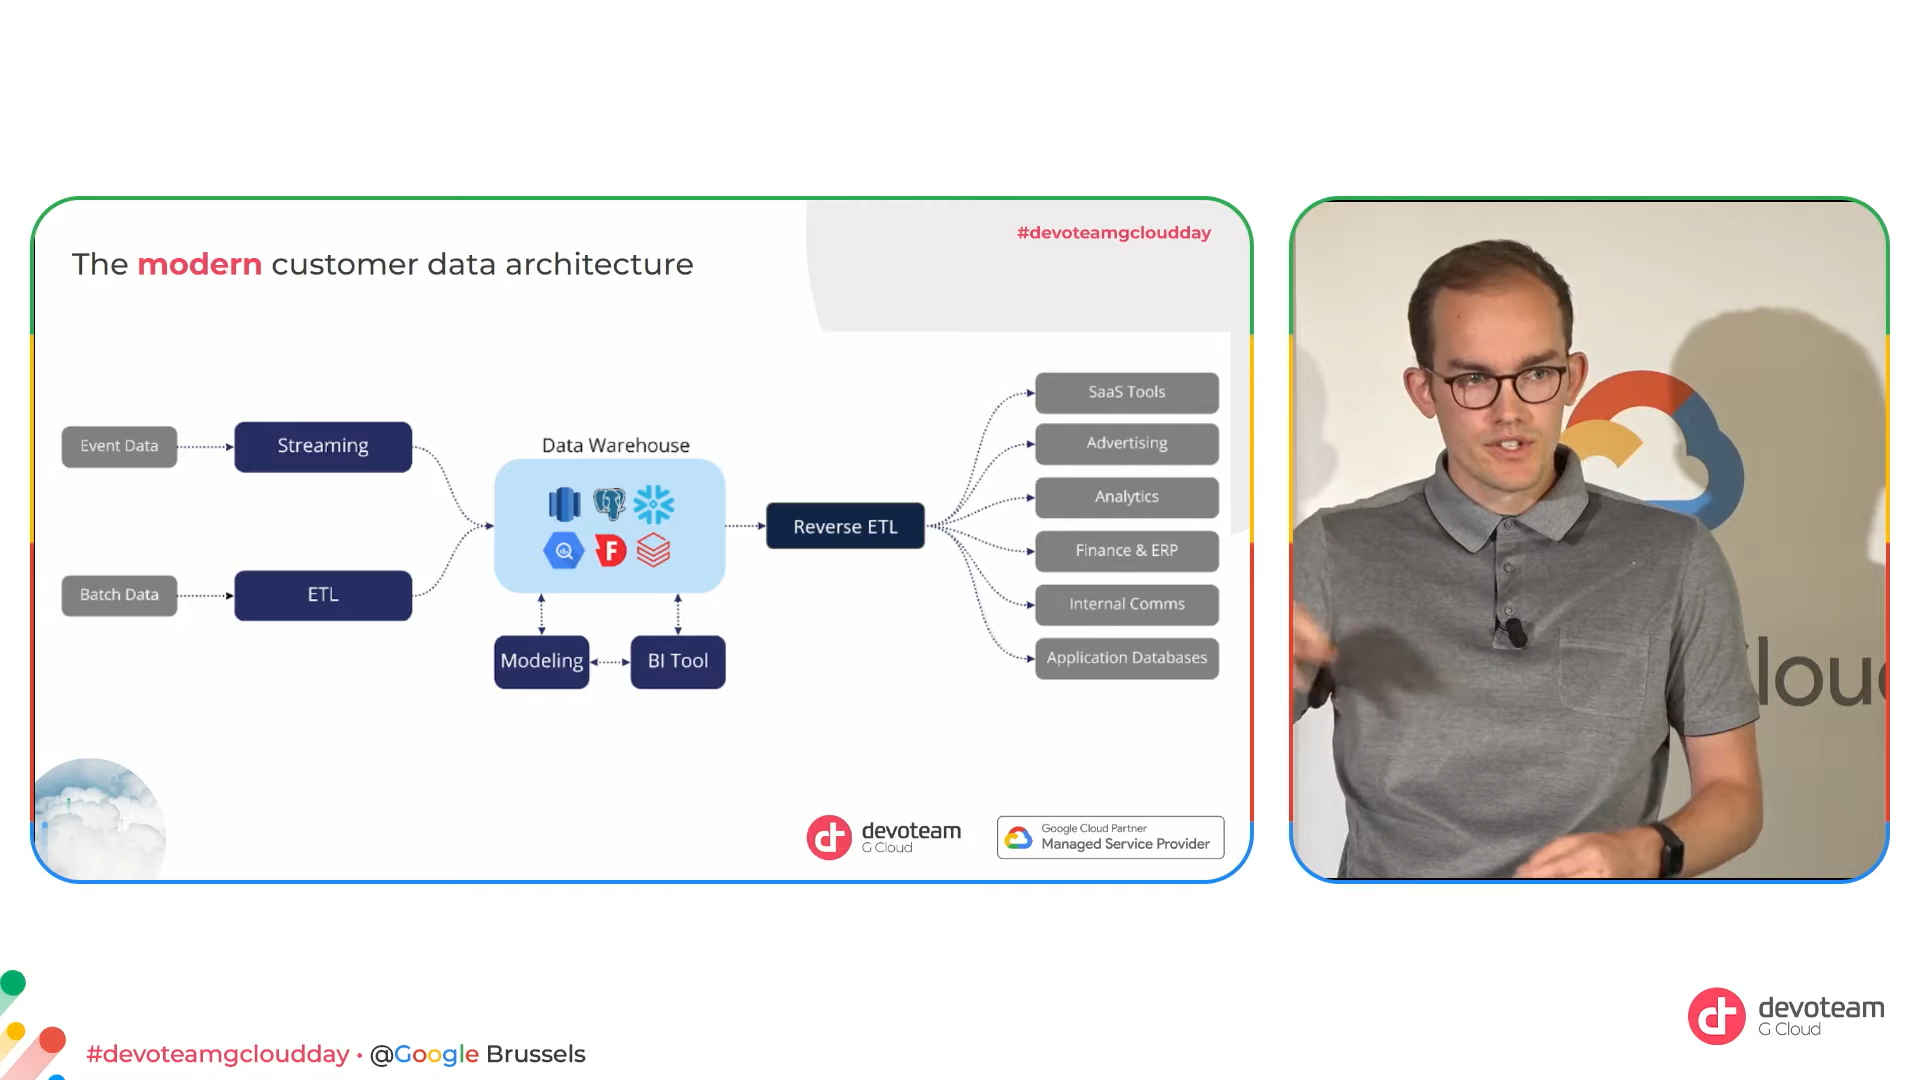 #devoteamgcloudday
The modern customer data architecture
Event Data
Streaming
Batch Data
ETL
Data Warehouse
F
Modeling
BI Tool
Reverse ETL
SaaS Tools
Advertising
Analytics
Finance & ERP
Internal Comms
Application Databases
devoteam
G Cloud
Google Cloud Partner
Managed Service Provider
lou
#devoteamgcloudday • @Google Brussels
devoteam
G Cloud